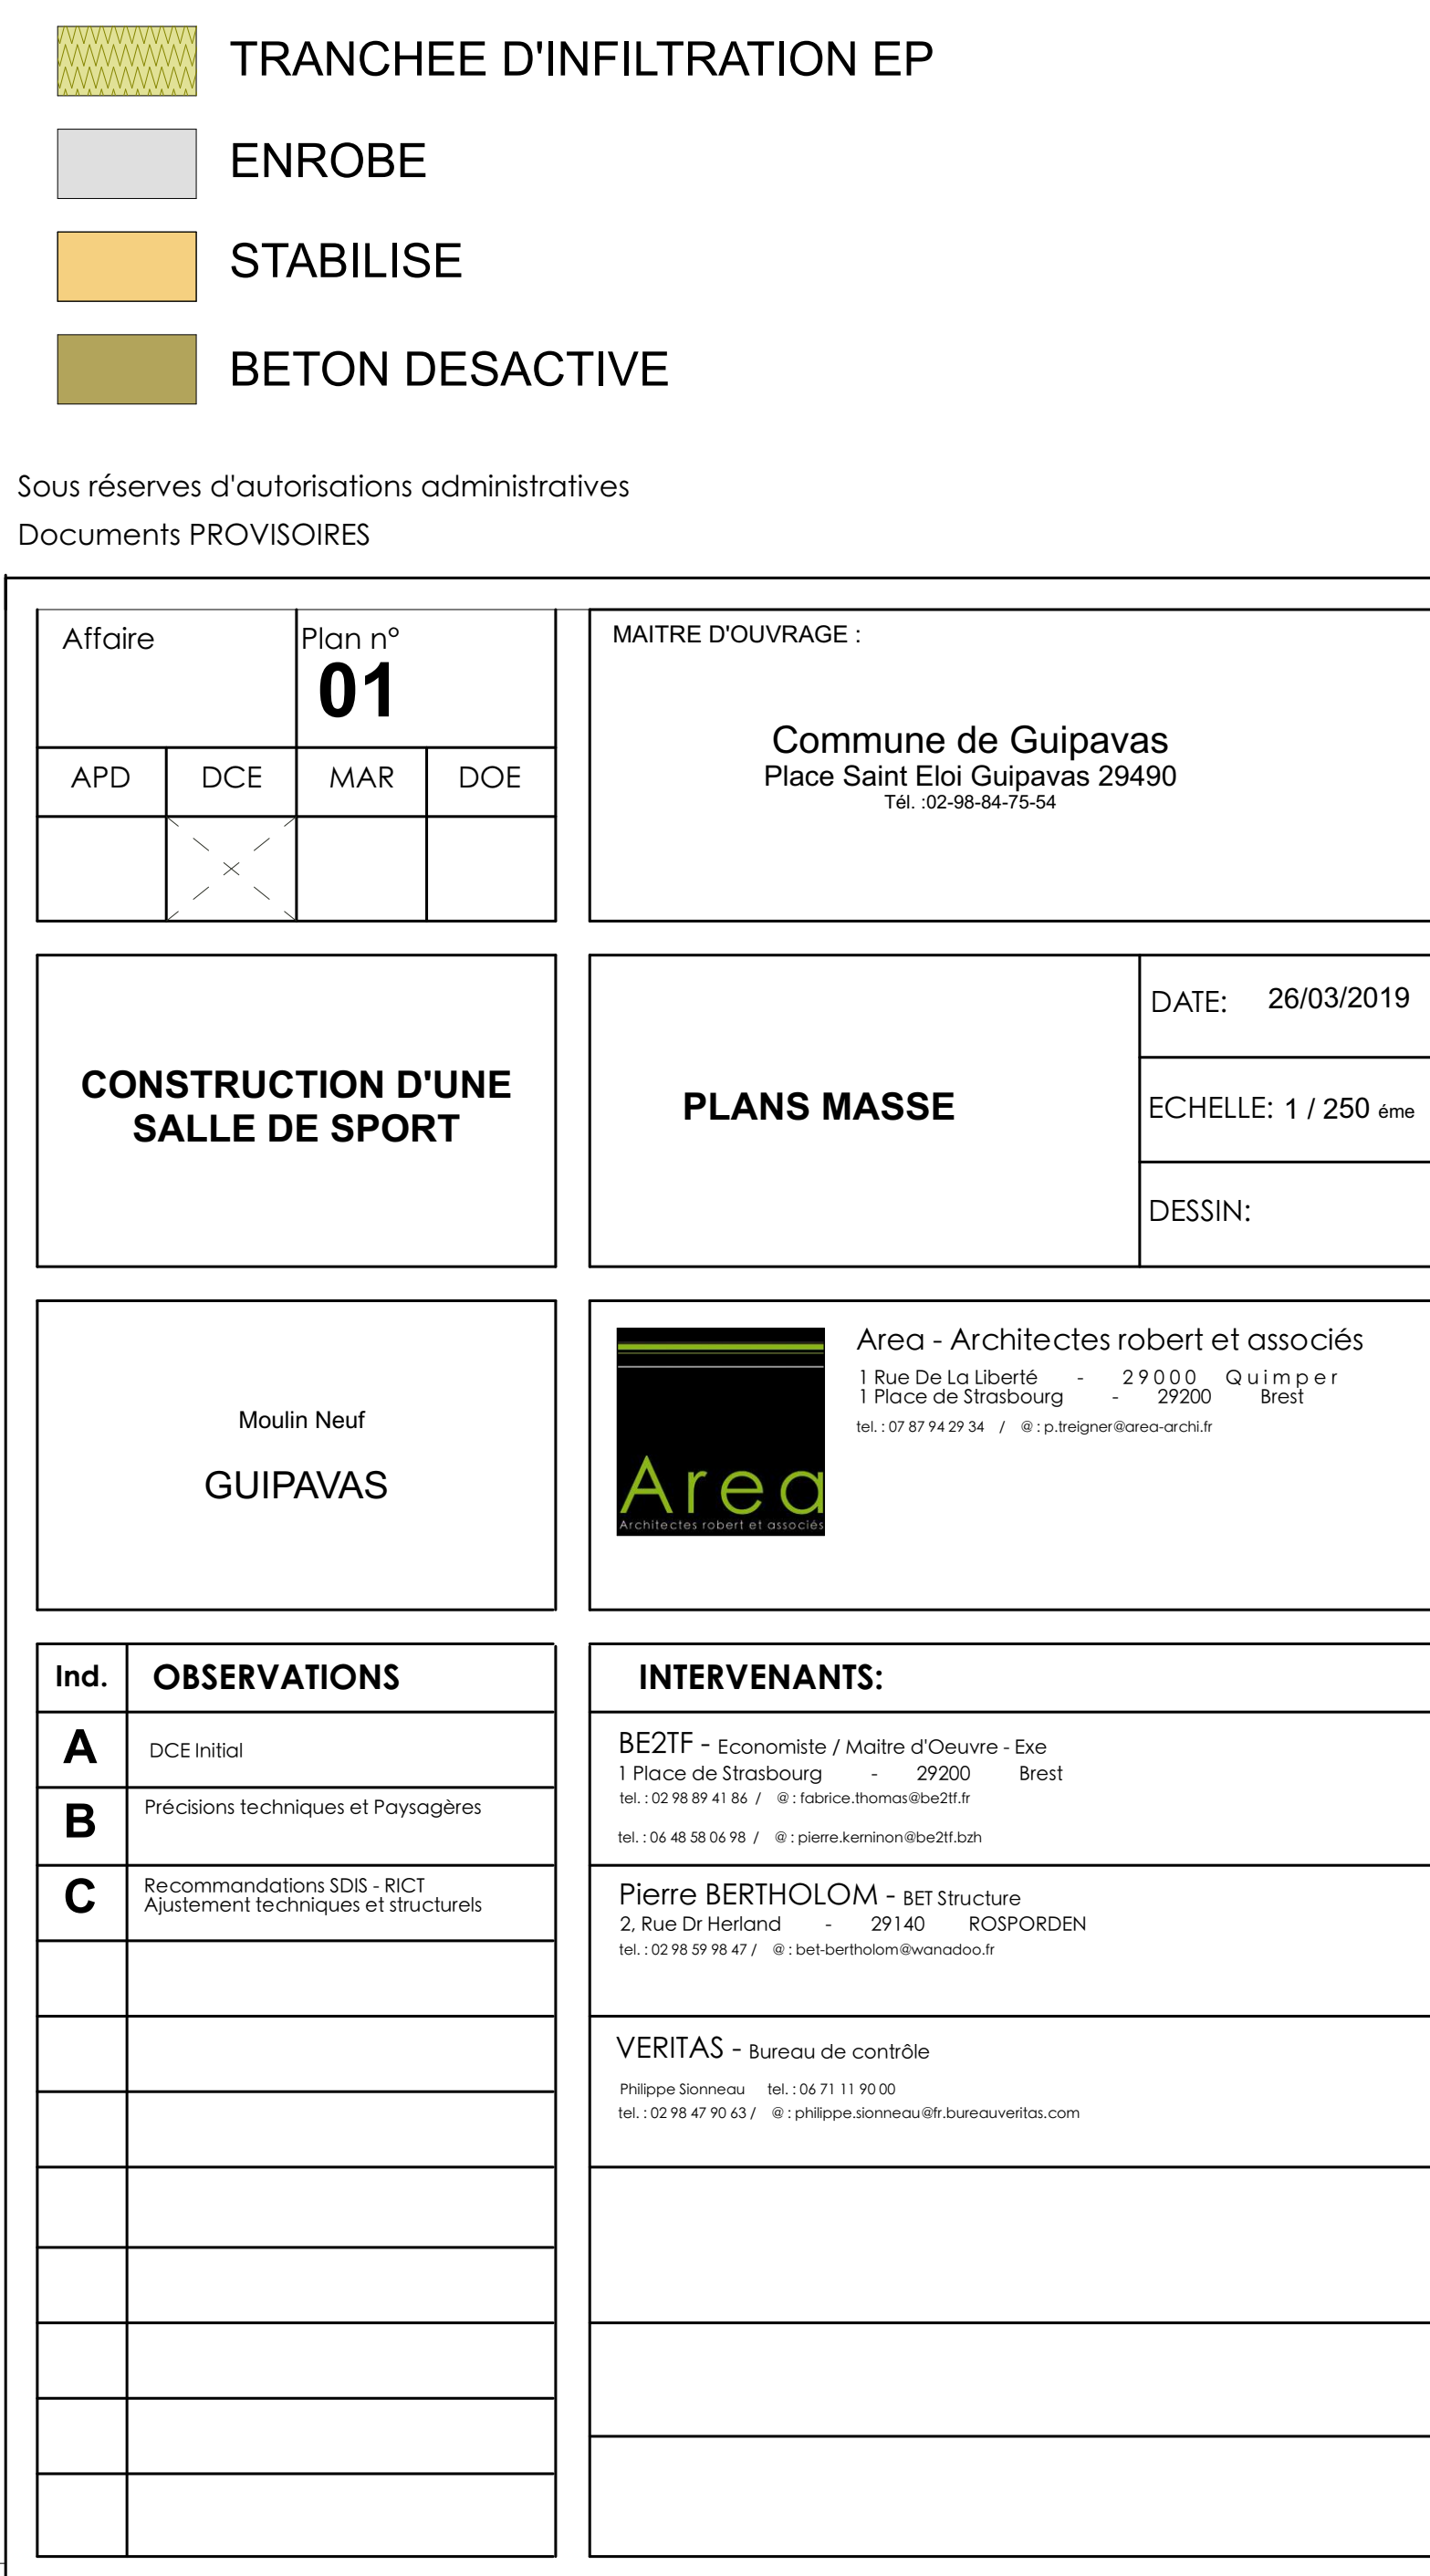 TRANCHEE D'INFILTRATION EP
ENROBE
STABILISE
BETON DESACTIVE
Sous réserves d'autorisations administratives
Documents PROVISOIRES
Affaire
Plan n°
01
APD
DCE
MAR
DOE
MAITRE D'OUVRAGE :
Commune de Guipavas
Place Saint Eloi Guipavas 29490
Tél. :02-98-84-75-54
CONSTRUCTION D'UNE
SALLE DE SPORT
PLANS MASSE
DATE: 26/03/2019
ECHELLE: 1 / 250 éme
DESSIN:
Moulin Neuf
GUIPAVAS
Area
Architectes robert et associés
Area - Architectes robert et associés
1 Rue De La Liberté - 29000 Quimper
1 Place de Strasbourg - 29200 Brest
tel. : 07 87 94 29 34 / @ : p.treigner@area-archi.fr
Ind. OBSERVATIONS
A DCE Initial
B Précisions techniques et Paysagères
C Recommandations SDIS - RICT
Ajustement techniques et structurels
INTERVENANTS:
BE2TF - Economiste / Maitre d'Oeuvre - Exe
1 Place de Strasbourg - 29200 Brest
tel. : 02 98 89 41 86 / @ : fabrice.thomas@be2tf.fr
tel. : 06 48 58 06 98 / @ : pierre.kerninon@be2tf.bzh
Pierre BERTHOLOM - BET Structure
2, Rue Dr Herland - 29140 ROSPORDEN
tel. : 02 98 59 98 47 / @ : bet-bertholom@wanadoo.fr
VERITAS - Bureau de contrôle
Philippe Sionneau tel. : 06 71 11 90 00
tel. : 02 98 47 90 63 / @ : philippe.sionneau@fr.bureauveritas.com